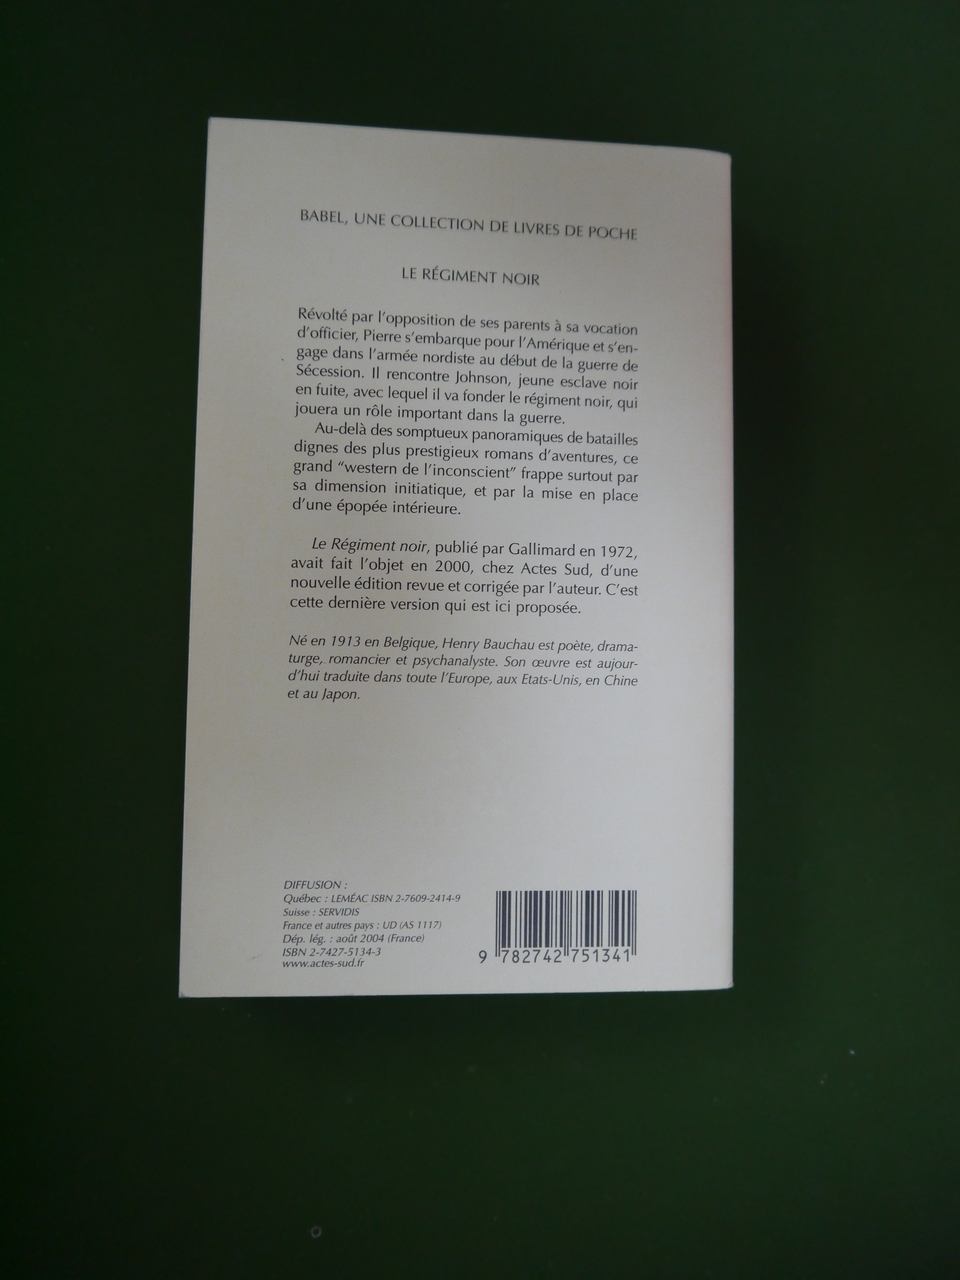 BABEL, UNE COLLECTION DE LIVRES DE POCHE
LE RÉGIMENT NOIR
Révolté par l'opposition de ses parents à sa vocation
d'officier, Pierre s'embarque pour l'Amérique et s'en-
gage dans l'armée nordiste au début de la guerre de
Sécession. Il rencontre Johnson, jeune esclave noir
en fuite, avec lequel il va fonder le régiment noir, qui
jouera un rôle important dans la guerre.
Au-delà des somptueux panoramiques de batailles
dignes des plus prestigieux romans d'aventures, ce
grand "western de l'inconscient" frappe surtout par
sa dimension initiatique, et par la mise en place
d'une épopée intérieure.
Le Régiment noir, publié par Gallimard en 1972,
avait fait l'objet en 2000, chez Actes Sud, d'une
nouvelle édition revue et corrigée par l'auteur. C'est
cette dernière version qui est ici proposée.
Né en 1913 en Belgique, Henry Bauchau est poète, drama-
turge, romancier et psychanalyste. Son œuvre est aujour-
d'hui traduite dans toute l'Europe, aux Etats-Unis, en Chine
et au Japon.
DIFFUSION :
Québec : LEMÉAC ISBN 2-7609-2414-9
Suisse : SERVIDIS
France et autres pays : UD (AS 1117)
Dép. lég. : août 2004 (France)
ISBN 2-7427-5134-3
www.actes-sud.fr
9 782742 751341